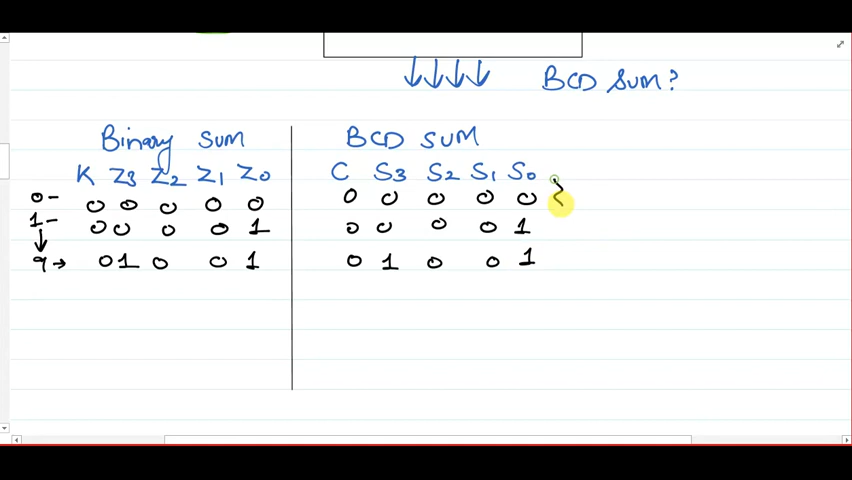 BCD Sum?
Binary Sum BCD SUM
K Z3 Z2 Z1 Z0 C S3 S2 S1 S0
0- 0 0 0 0 0 0 0 0 0 0
1- 0 0 0 0 1 0 0 0 0 1
9→ 0 1 0 0 1 0 1 0 0 1